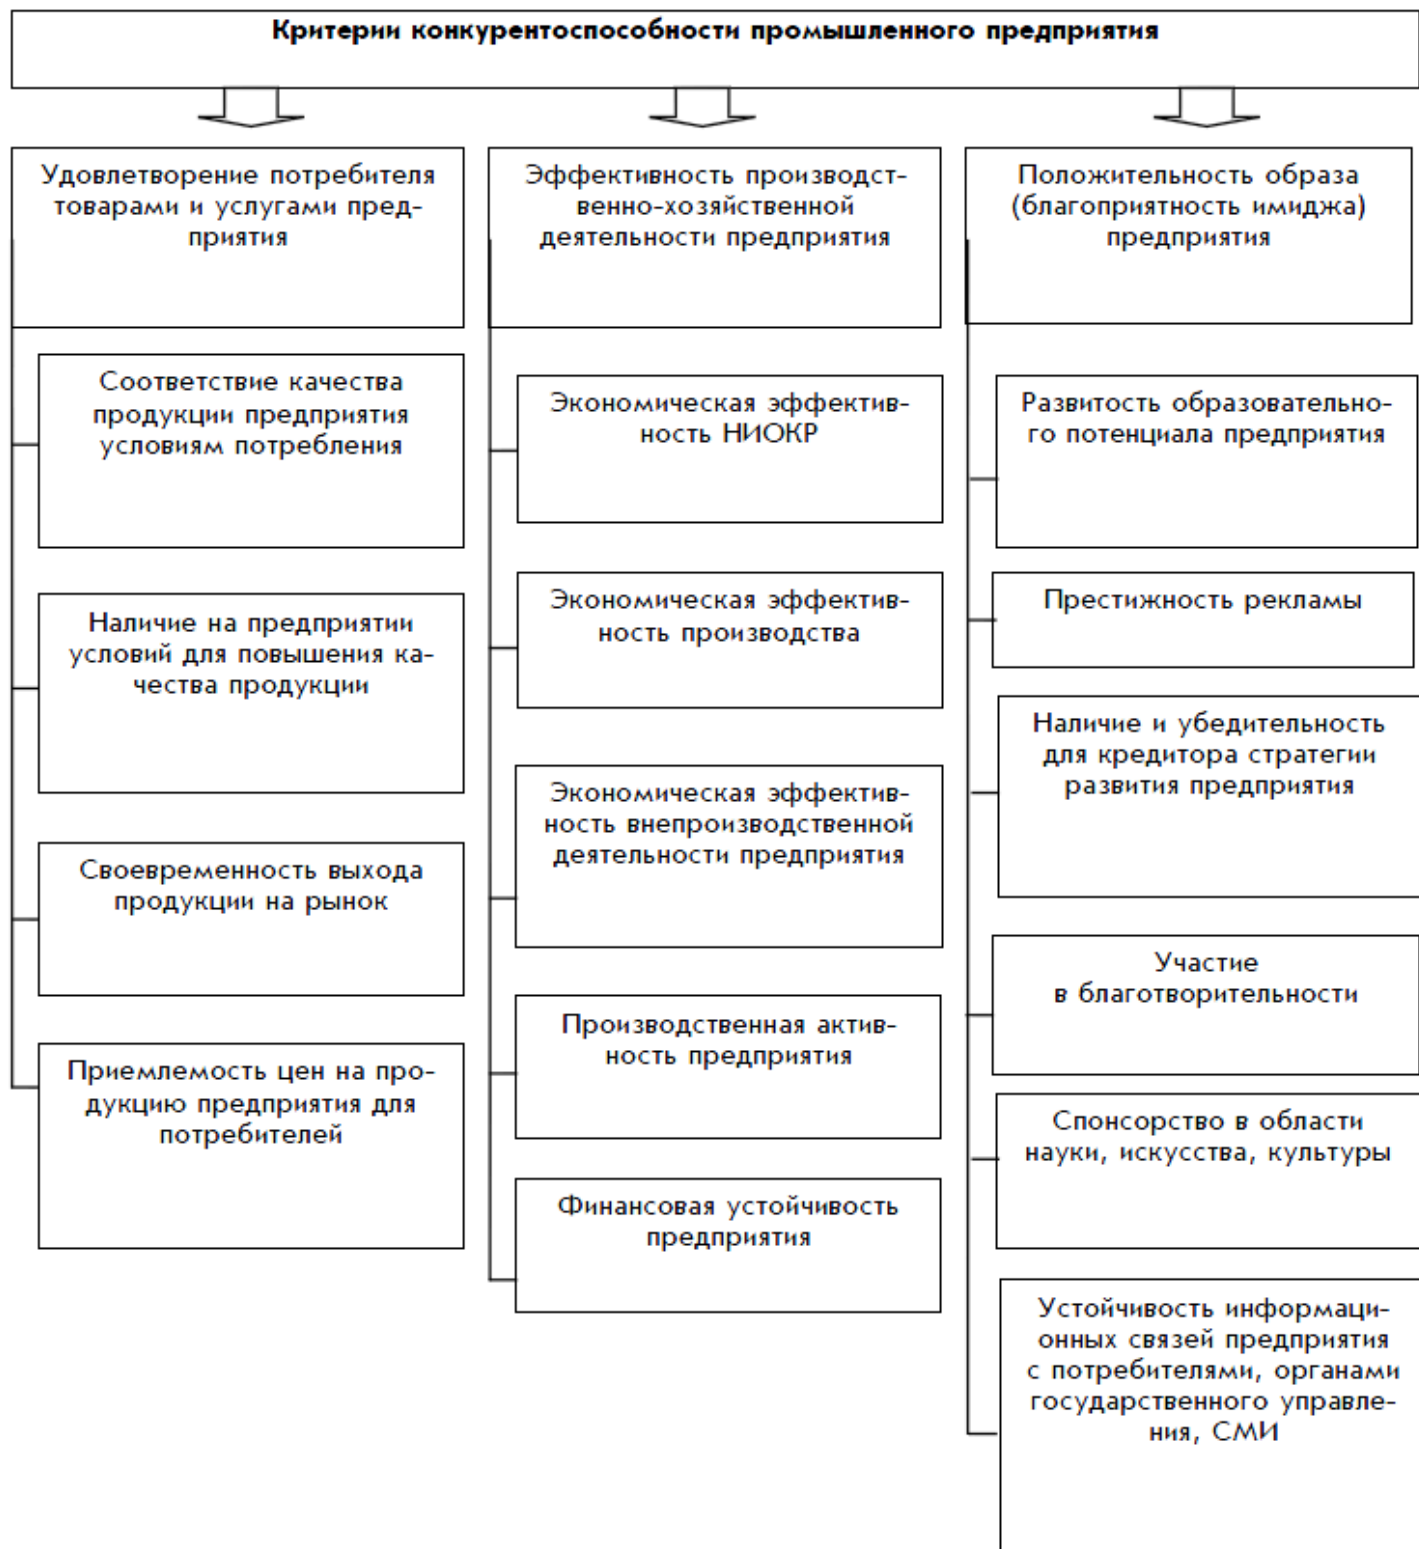 Критерии конкурентоспособности промышленного предприятия
Удовлетворение потребителя
товарами и услугами пред-
приятия
Соответствие качества
продукции предприятия
условиям потребления
Наличие на предприятии
условий для повышения ка-
чества продукции
Своевременность выхода
продукции на рынок
Приемлемость цен на про-
дукцию предприятия для
потребителей
Эффективность производст-
венно-хозяйственной
деятельности предприятия
Экономическая эффектив-
ность НИОКР
Экономическая эффектив-
ность производства
Экономическая эффектив-
ность внепроизводственной
деятельности предприятия
Производственная актив-
ность предприятия
Финансовая устойчивость
предприятия
Положительность образа
(благоприятность имиджа)
предприятия
Развитость образовательно-
го потенциала предприятия
Престижность рекламы
Наличие и убедительность
для кредитора стратегии
развития предприятия
Участие
в благотворительности
Спонсорство в области
науки, искусства, культуры
Устойчивость информаци-
онных связей предприятия
с потребителями, органами
государственного управле-
ния, СМИ